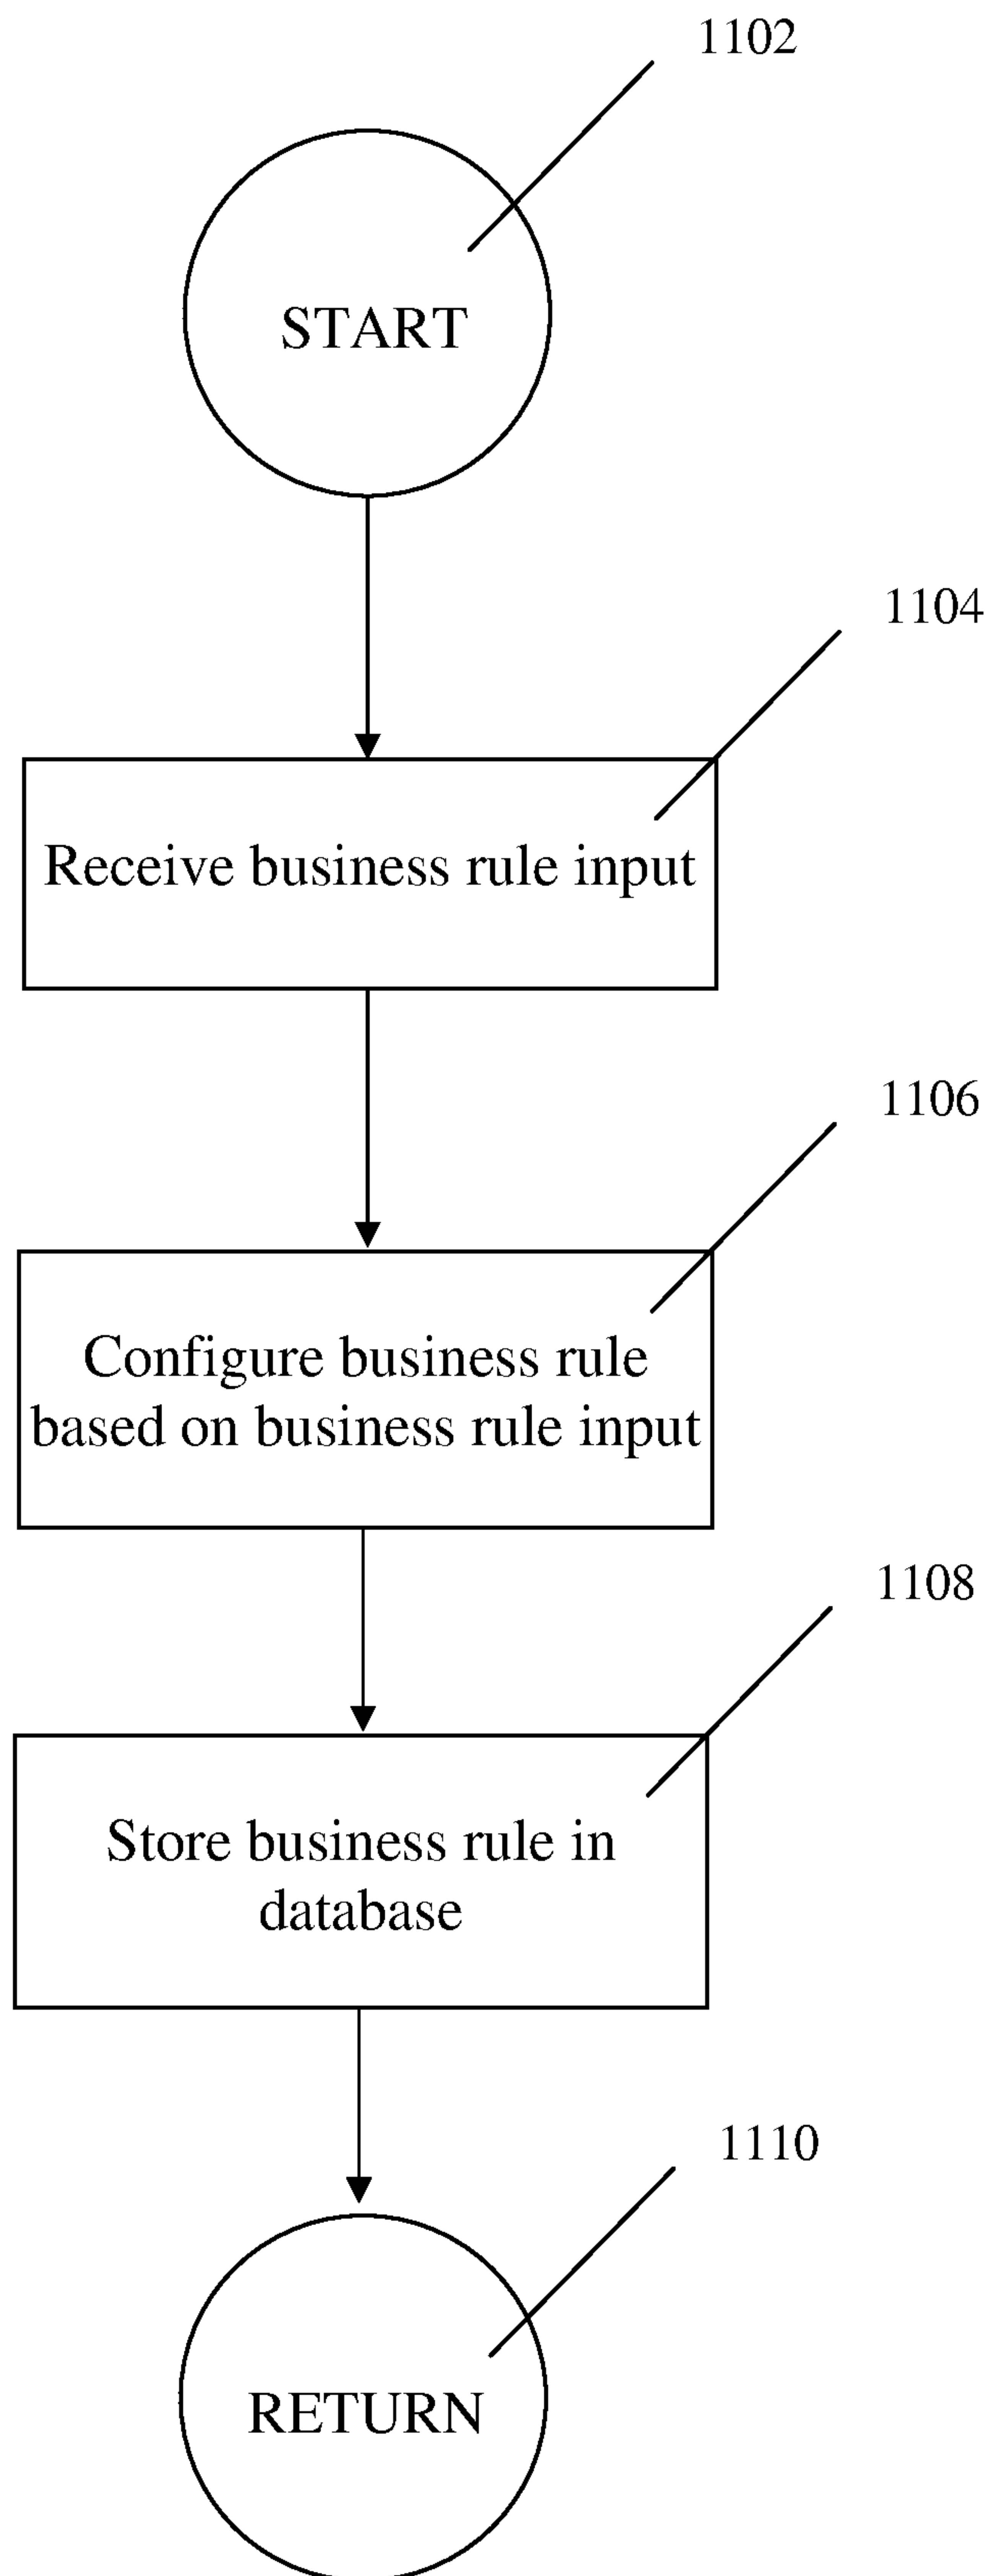 1102
START
1104
Receive business rule input
1106
Configure business rule
based on business rule input
1108
Store business rule in
database
1110
RETURN